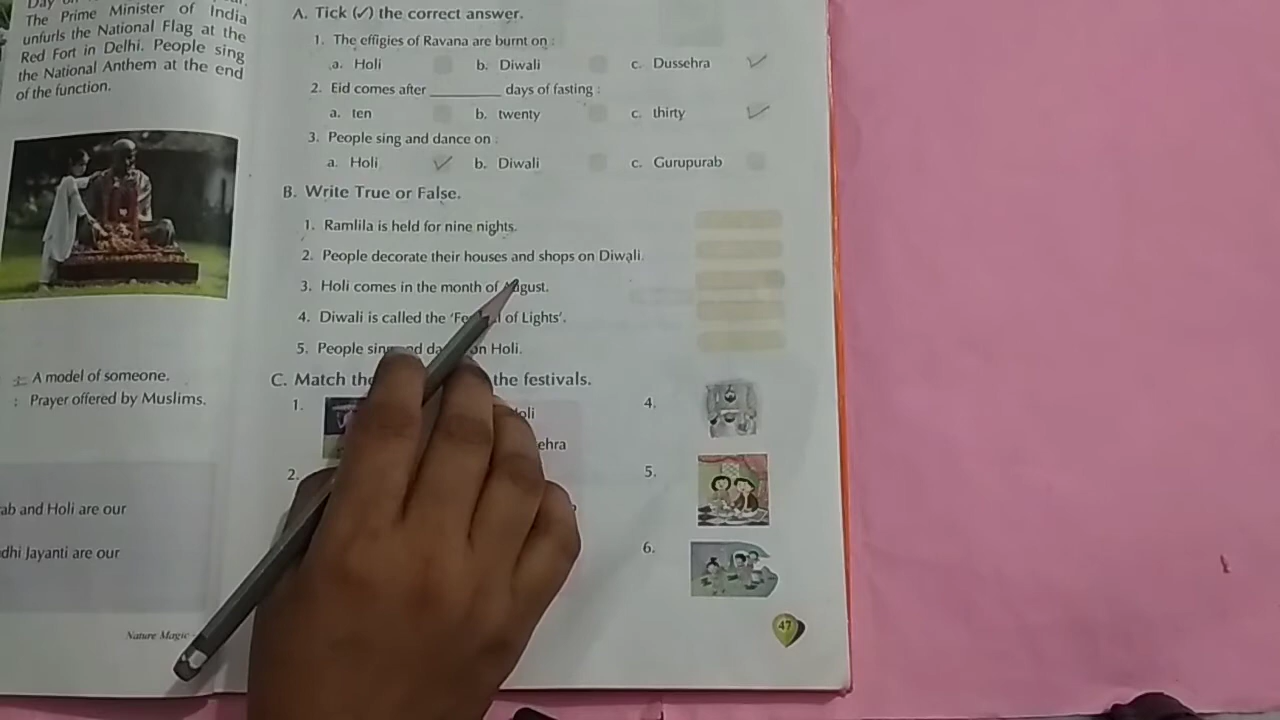 The Prime Minister of India
unfurls the National Flag at the
Red Fort in Delhi. People sing
the National Anthem at the end
of the function.
A model of someone.
: Prayer offered by Muslims.
and Holi are our
Jayanti are our
Nature Magic
A. Tick (✓) the correct answer.
1. The effigies of Ravana are burnt on :
a. Holi b. Diwali c. Dussehra ✓
2. Eid comes after ________ days of fasting :
a. ten b. twenty c. thirty ✓
3. People sing and dance on :
a. Holi ✓ b. Diwali c. Gurupurab
B. Write True or False.
1. Ramlila is held for nine nights.
2. People decorate their houses and shops on Diwali.
3. Holi comes in the month of August.
4. Diwali is called the of Lights'.
5. People on Holi.
C. Match the festivals.
1.
2.
4.
5.
6.
47